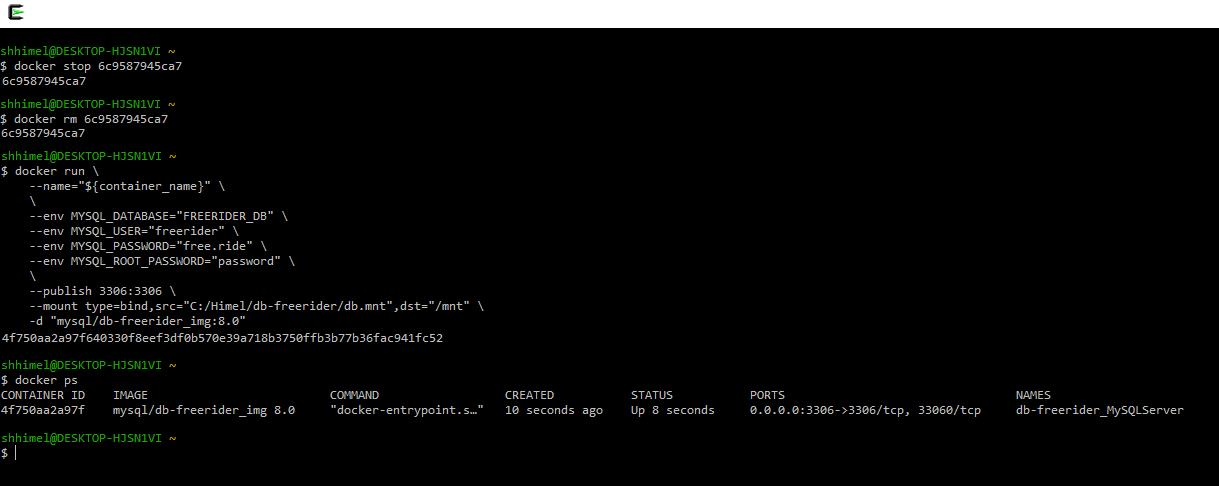 shhimel@DESKTOP-HJSN1VI ~
$ docker stop 6c9587945ca7
6c9587945ca7
shhimel@DESKTOP-HJSN1VI ~
$ docker rm 6c9587945ca7
6c9587945ca7
shhimel@DESKTOP-HJSN1VI ~
$ docker run \
--name="${container_name}" \
\
--env MYSQL_DATABASE="FREERIDER_DB" \
--env MYSQL_USER="freerider" \
--env MYSQL_PASSWORD="free.ride" \
--env MYSQL_ROOT_PASSWORD="password" \
\
--publish 3306:3306 \
--mount type=bind,src="C:/Himel/db-freerider/db.mnt",dst="/mnt" \
-d "mysql/db-freerider_img:8.0"
4f750aa2a97f640330f8eef3df0b570e39a718b3750ffb3b77b36fac941fc52
shhimel@DESKTOP-HJSN1VI ~
$ docker ps
CONTAINER ID IMAGE COMMAND CREATED STATUS PORTS NAMES
4f750aa2a97f mysql/db-freerider_img 8.0 "docker-entrypoint.s…" 10 seconds ago Up 8 seconds 0.0.0.0:3306->3306/tcp, 33060/tcp db-freerider_MySQLServer
shhimel@DESKTOP-HJSN1VI ~
$